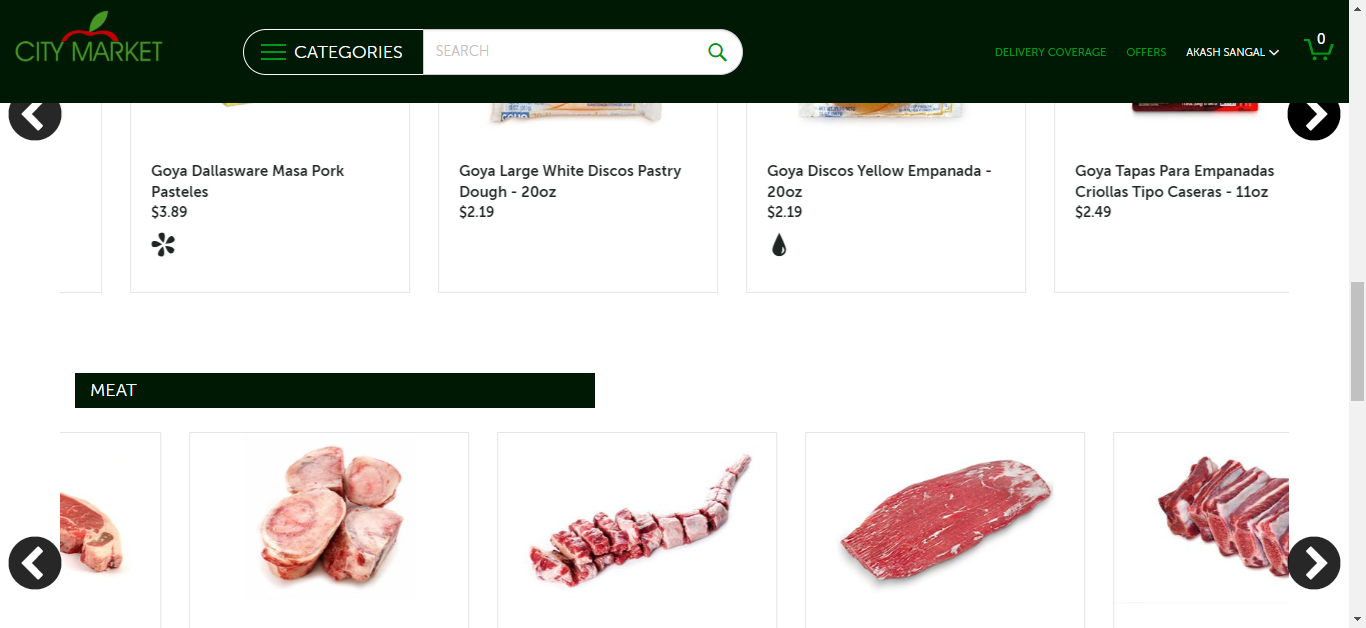 CITY MARKET
CATEGORIES
SEARCH
DELIVERY COVERAGE
OFFERS
AKASH SANGAL
0
Goya Dallasware Masa Pork
Pasteles
$3.89
Goya Large White Discos Pastry
Dough - 20oz
$2.19
Goya Discos Yellow Empanada -
20oz
$2.19
Goya Tapas Para Empanadas
Criollas Tipo Caseras - 11oz
$2.49
MEAT